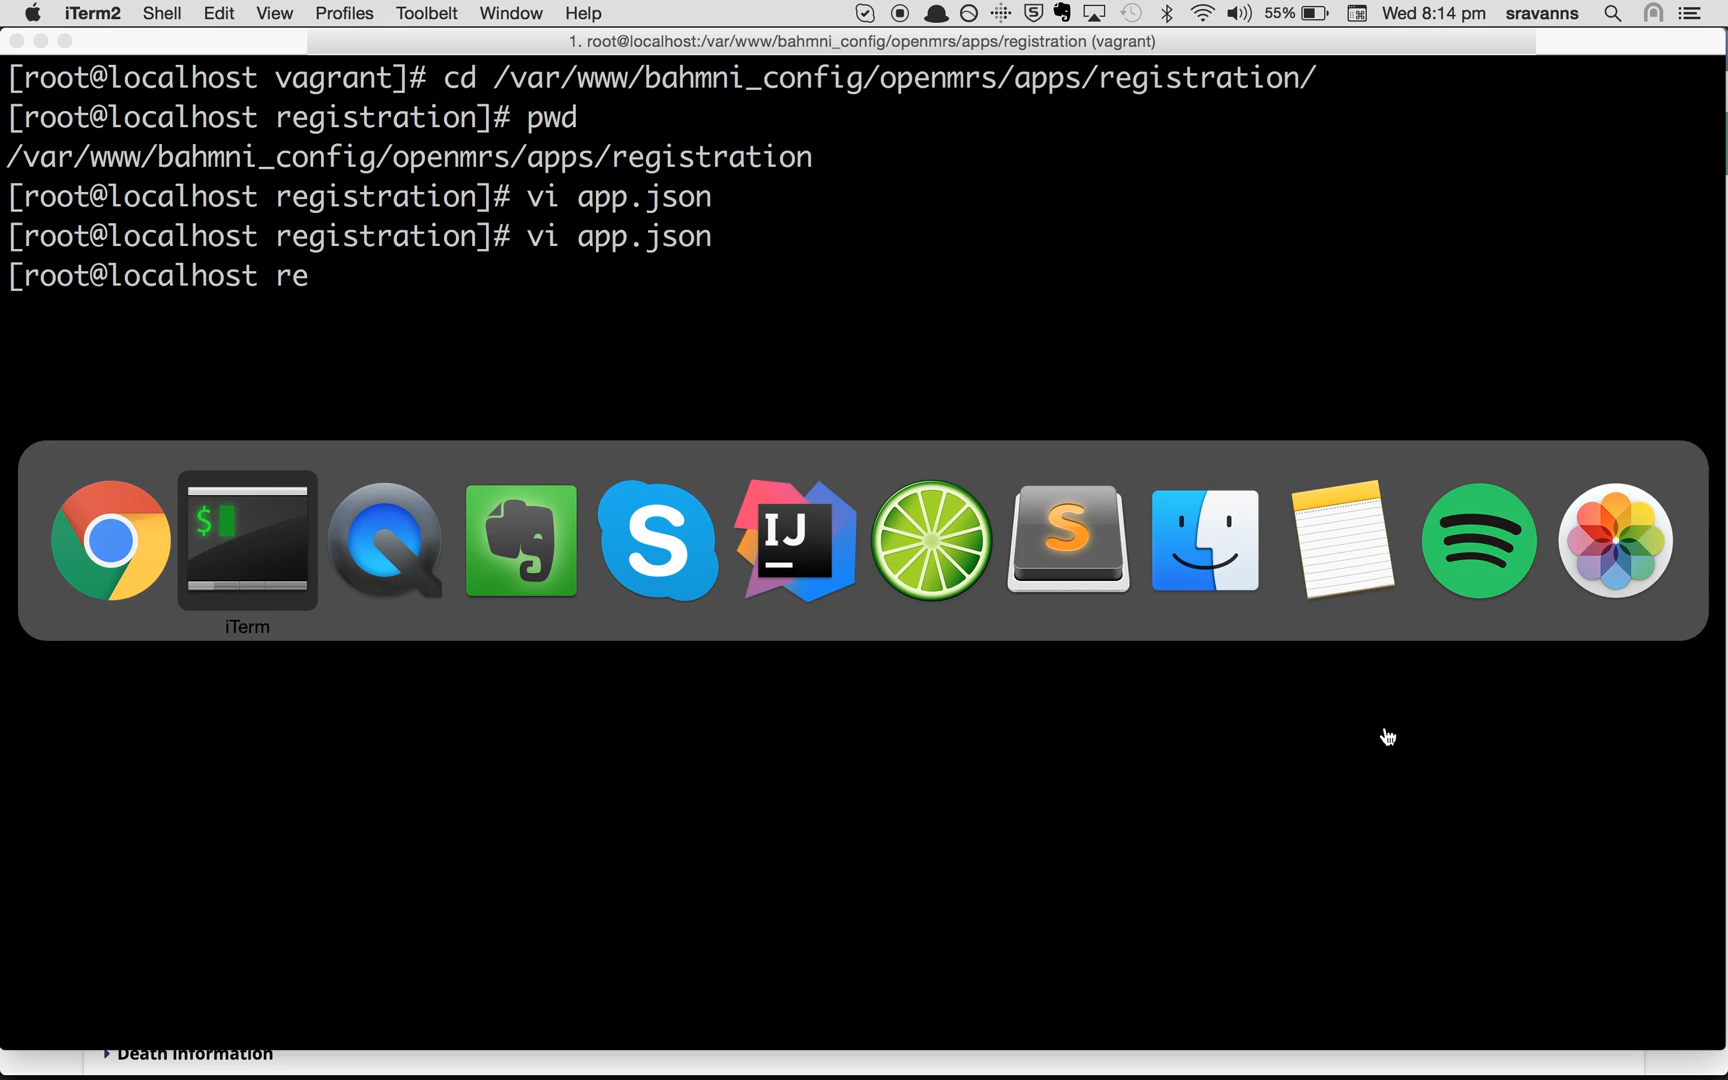 iTerm2 Shell Edit View Profiles Toolbelt Window Help 55% Wed 8:14 pm sravanns
1. root@localhost:/var/www/bahmni_config/openmrs/apps/registration (vagrant)
[root@localhost vagrant]# cd /var/www/bahmni_config/openmrs/apps/registration/
[root@localhost registration]# pwd
/var/www/bahmni_config/openmrs/apps/registration
[root@localhost registration]# vi app.json
[root@localhost registration]# vi app.json
[root@localhost re
$ S IJ S
iTerm
Death Information